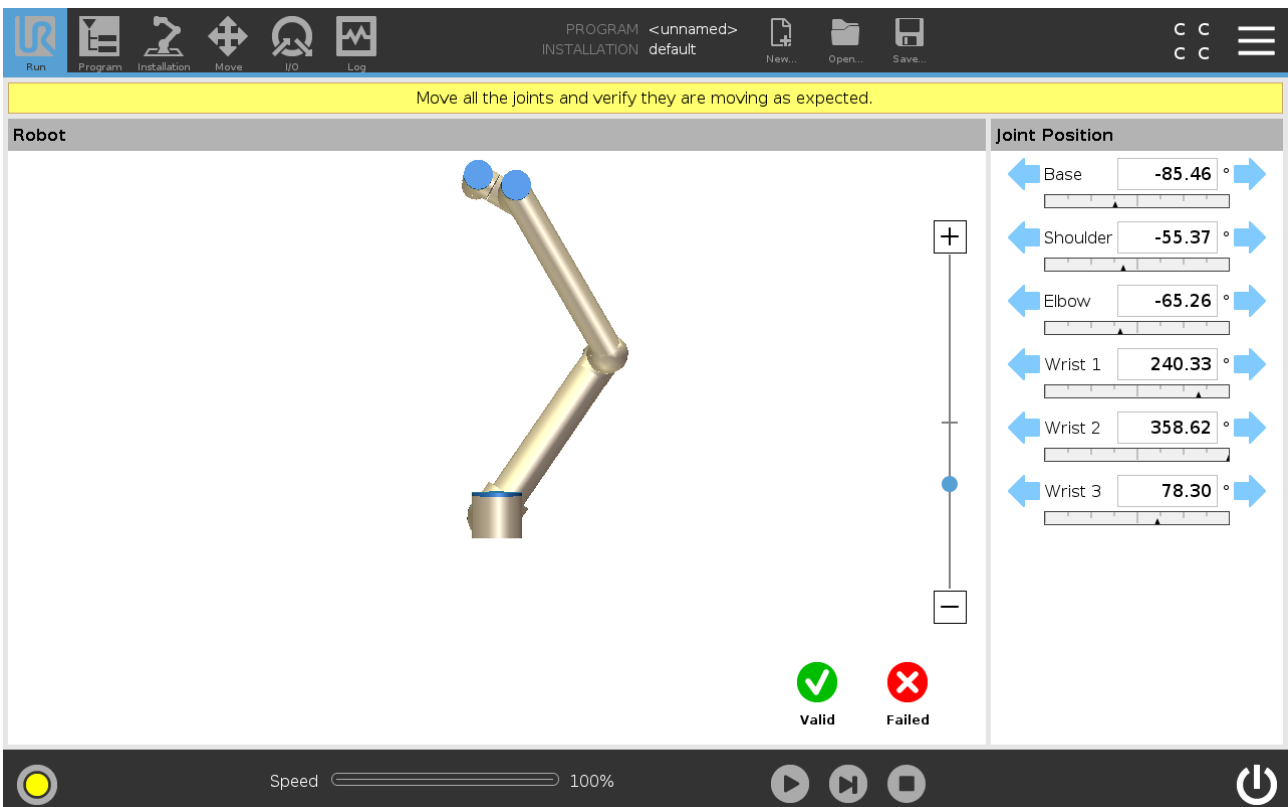 PROGRAM <unnamed>
INSTALLATION default
C C
C C
UR
Run Program Installation Move I/O Log New... Open... Save...
Move all the joints and verify they are moving as expected.
Robot
Joint Position
Base -85.46 °
Shoulder -55.37 °
Elbow -65.26 °
Wrist 1 240.33 °
Wrist 2 358.62 °
Wrist 3 78.30 °
+
−
Valid Failed
Speed 100%